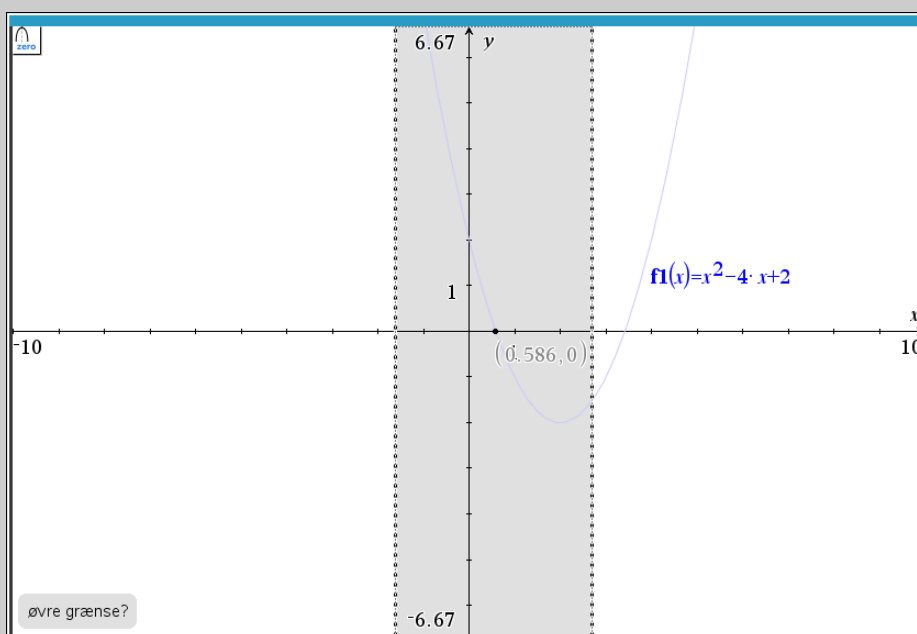 zero
6.67 y
f1(x)=x²-4·x+2
1
x
-10
(0.586,0)
10
øvre grænse?
-6.67